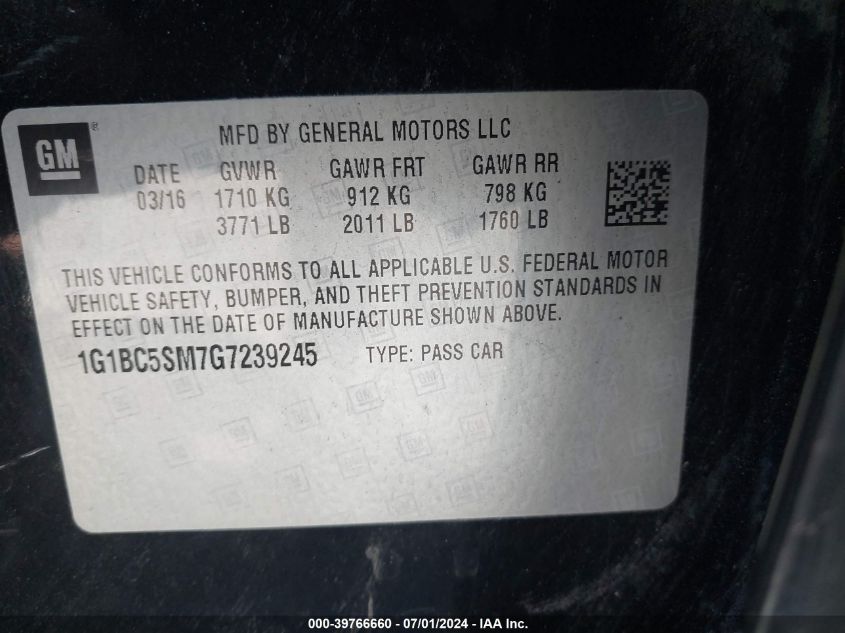 GM®
MFD BY GENERAL MOTORS LLC
DATE GVWR GAWR FRT GAWR RR
03/16 1710 KG 912 KG 798 KG
3771 LB 2011 LB 1760 LB
THIS VEHICLE CONFORMS TO ALL APPLICABLE U.S. FEDERAL MOTOR
VEHICLE SAFETY, BUMPER, AND THEFT PREVENTION STANDARDS IN
EFFECT ON THE DATE OF MANUFACTURE SHOWN ABOVE.
1G1BC5SM7G7239245 TYPE: PASS CAR
000-39766660 - 07/01/2024 - IAA Inc.